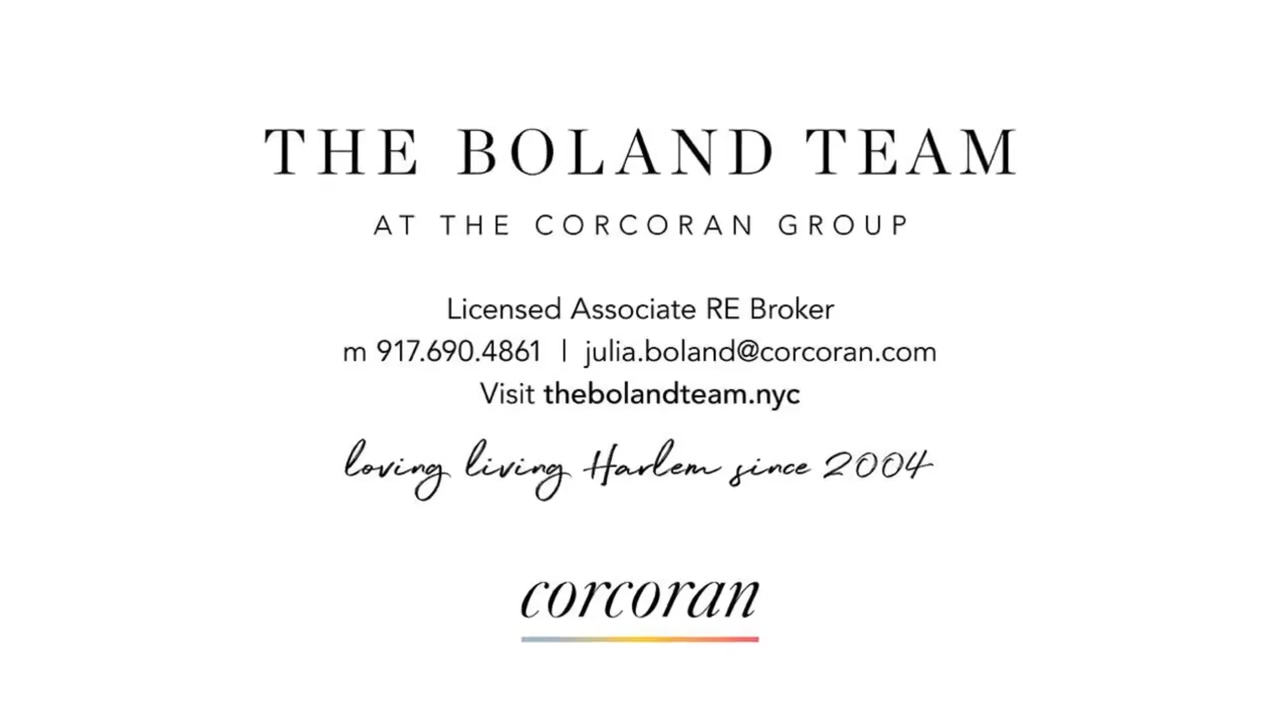 THE BOLAND TEAM
AT THE CORCORAN GROUP
Licensed Associate RE Broker
m 917.690.4861 | julia.boland@corcoran.com
Visit thebolandteam.nyc
loving living Harlem since 2004
corcoran